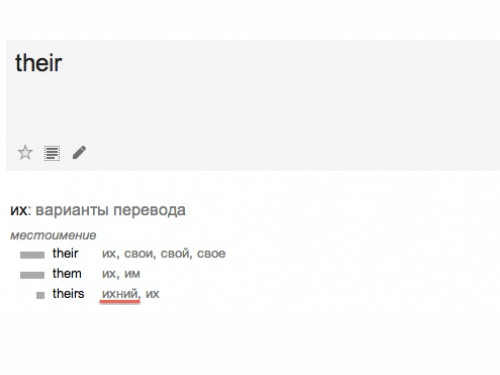 their
их: варианты перевода
местоимение
their их, свои, свой, свое
them их, им
theirs ихний, их